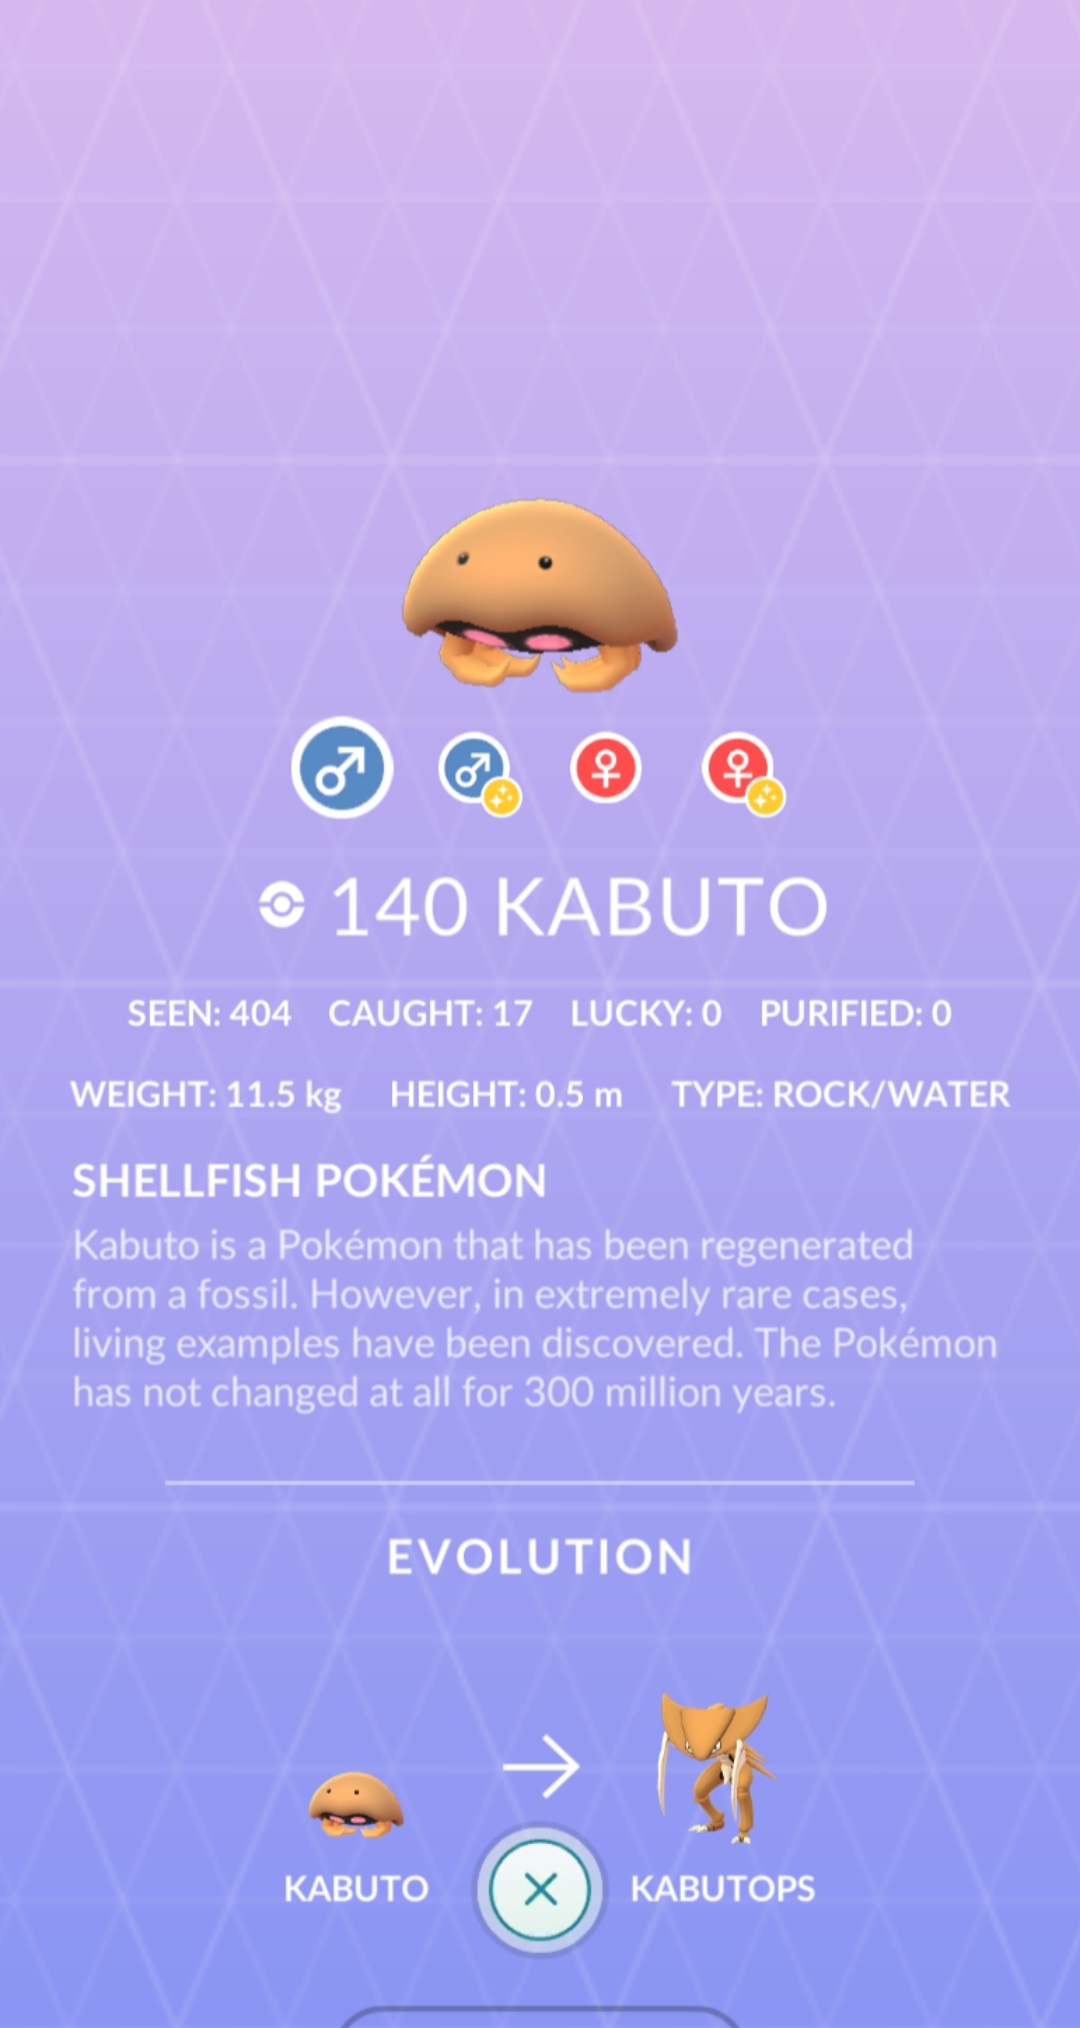 140 KABUTO
SEEN: 404 CAUGHT: 17 LUCKY: 0 PURIFIED: 0
WEIGHT: 11.5 kg HEIGHT: 0.5 m TYPE: ROCK/WATER
SHELLFISH POKÉMON
Kabuto is a Pokémon that has been regenerated
from a fossil. However, in extremely rare cases,
living examples have been discovered. The Pokémon
has not changed at all for 300 million years.
EVOLUTION
KABUTO KABUTOPS